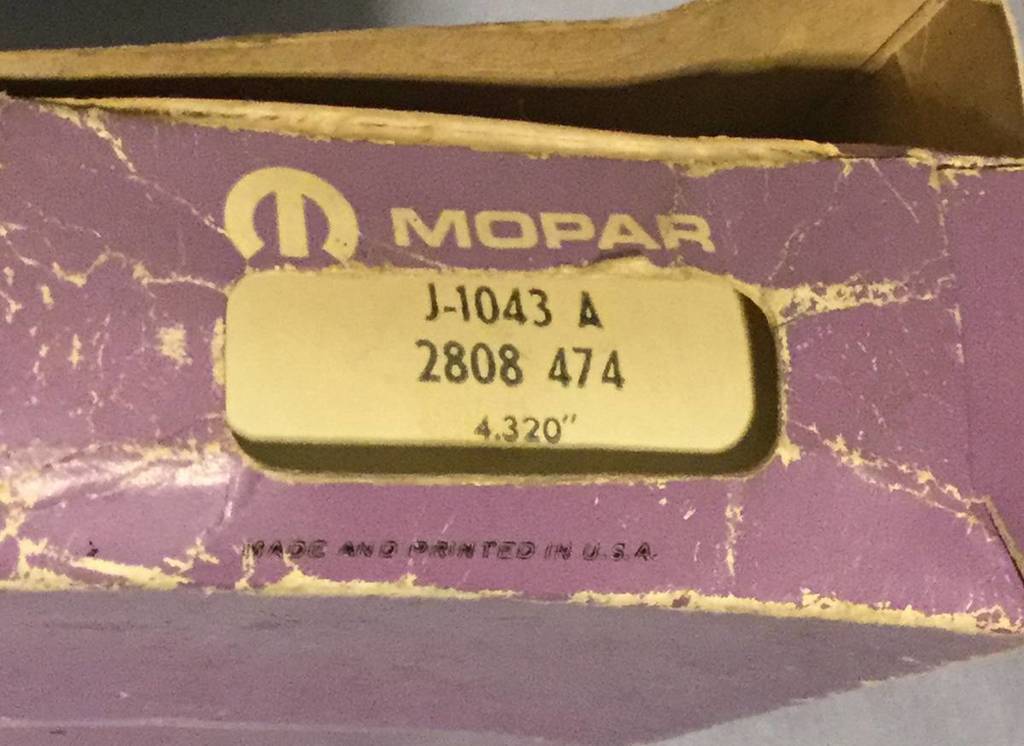 MOPAR
J-1043 A
2808 474
4.320"
MADE AND PRINTED IN U.S.A.